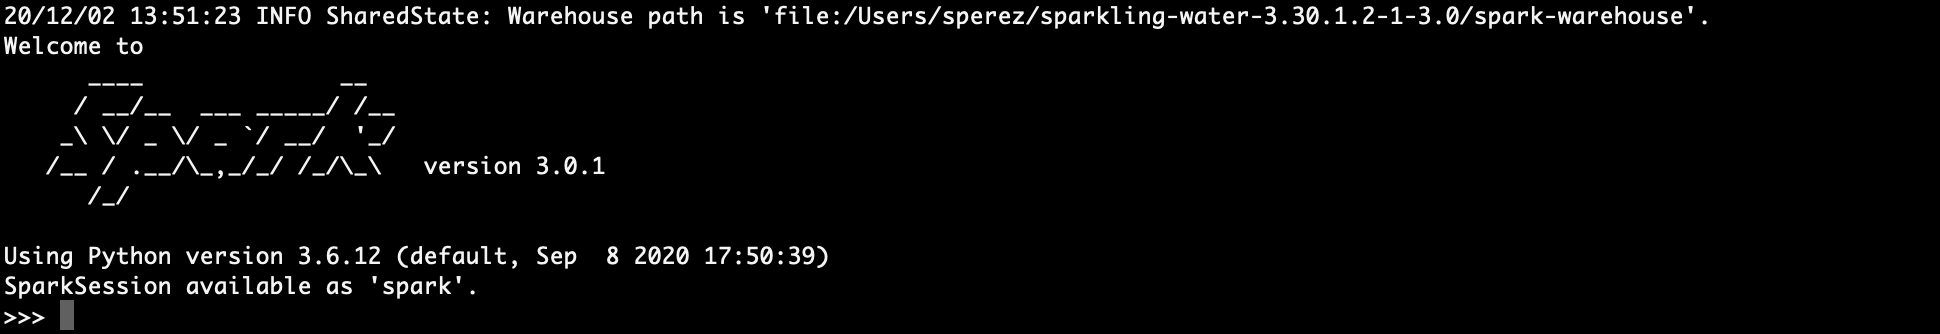 20/12/02 13:51:23 INFO SharedState: Warehouse path is 'file:/Users/sperez/sparkling-water-3.30.1.2-1-3.0/spark-warehouse'.
Welcome to
      ____              __
     / __/__  ___ _____/ /__
    _\ \/ _ \/ _ `/ __/  '_/
   /__ / .__/\_,_/_/ /_/\_\   version 3.0.1
      /_/
Using Python version 3.6.12 (default, Sep  8 2020 17:50:39)
SparkSession available as 'spark'.
>>>